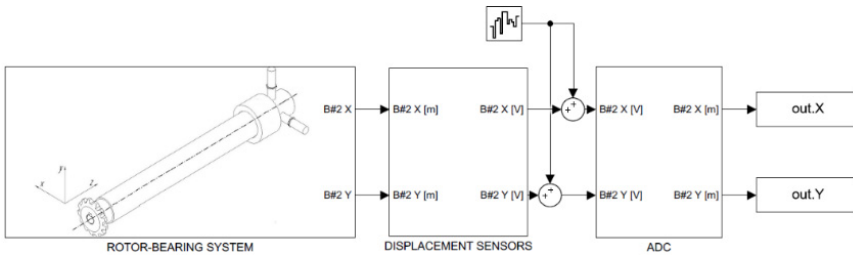 B#2 X
B#2 X [m]
B#2 X [V]
B#2 X [V]
B#2 X [m]
out.X
y
x
z
B#2 Y
B#2 Y [m]
B#2 Y [V]
B#2 Y [V]
B#2 Y [m]
out.Y
ROTOR-BEARING SYSTEM
DISPLACEMENT SENSORS
ADC